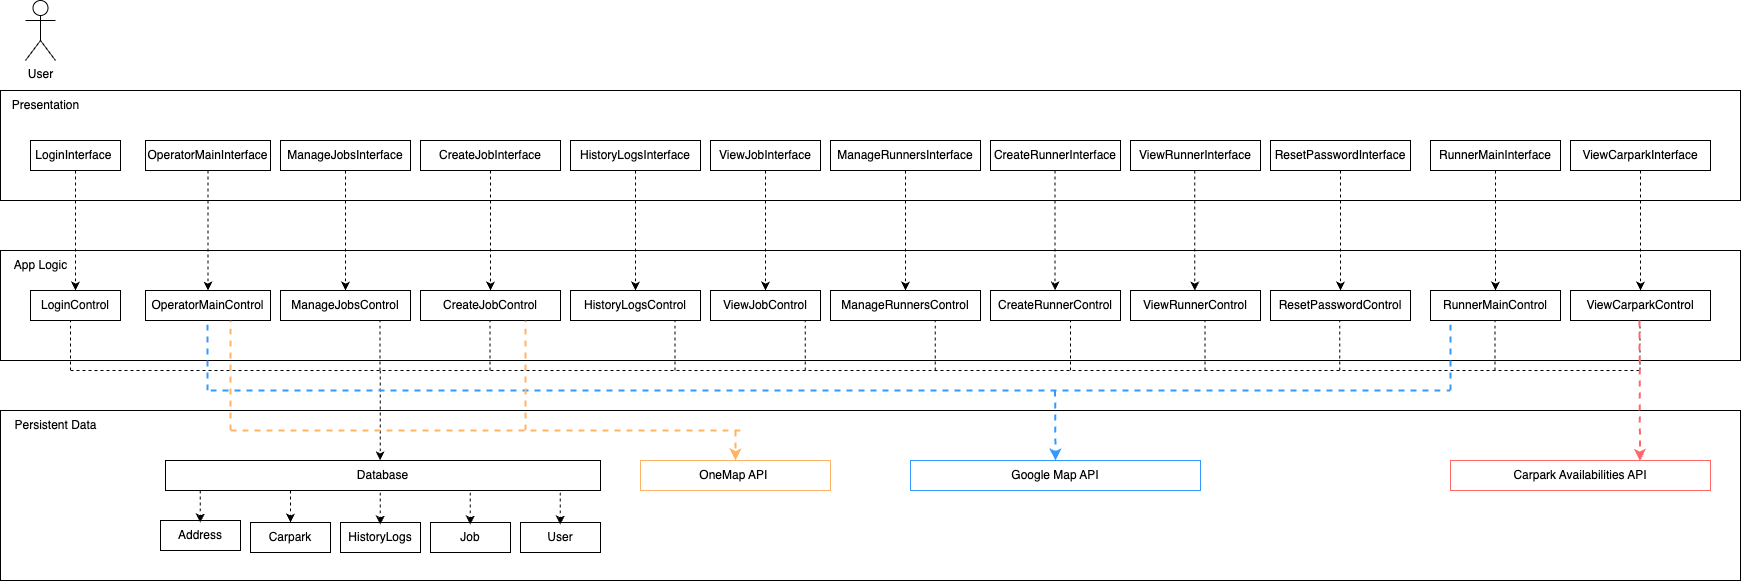 User
Presentation
LoginInterface
OperatorMainInterface
ManageJobsInterface
CreateJobInterface
HistoryLogsInterface
ViewJobInterface
ManageRunnersInterface
CreateRunnerInterface
ViewRunnerInterface
ResetPasswordInterface
RunnerMainInterface
ViewCarparkInterface
App Logic
LoginControl
OperatorMainControl
ManageJobsControl
CreateJobControl
HistoryLogsControl
ViewJobControl
ManageRunnersControl
CreateRunnerControl
ViewRunnerControl
ResetPasswordControl
RunnerMainControl
ViewCarparkControl
Persistent Data
Database
OneMap API
Google Map API
Carpark Availabilities API
Address
Carpark
HistoryLogs
Job
User